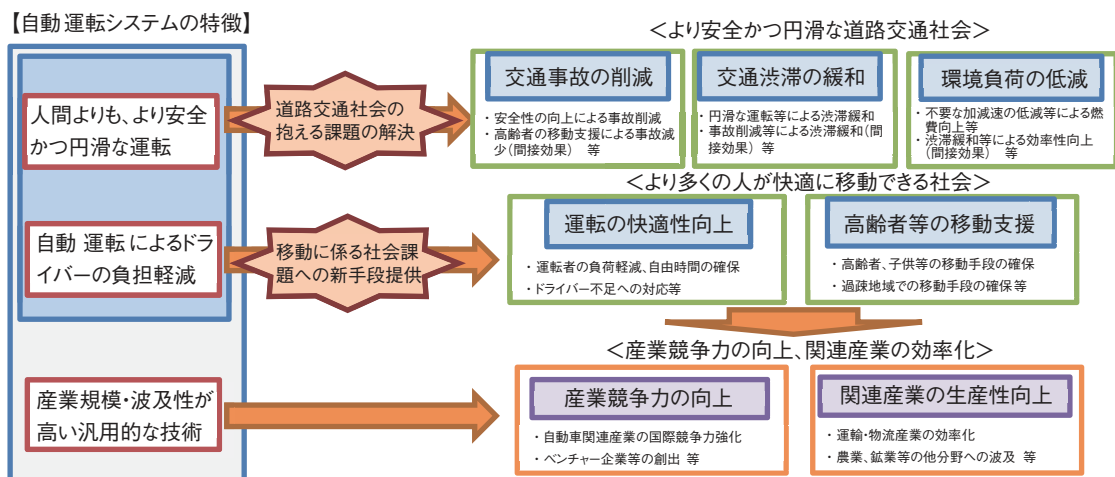 【自動運転システムの特徴】
人間よりも、より安全
かつ円滑な運転
道路交通社会の
抱える課題の解決
＜より安全かつ円滑な道路交通社会＞
交通事故の削減
・安全性の向上による事故削減
・高齢者の移動支援による事故減
少(間接効果) 等
交通渋滞の緩和
・円滑な運転等による渋滞緩和
・事故削減等による渋滞緩和(間
接効果) 等
環境負荷の低減
・不要な加減速の低減等による燃
費向上等
・渋滞緩和等による効率性向上
(間接効果) 等
自動運転によるドラ
イバーの負担軽減
移動に係る社会課
題への新手段提供
＜より多くの人が快適に移動できる社会＞
運転の快適性向上
・運転者の負荷軽減、自由時間の確保
・ドライバー不足への対応等
高齢者等の移動支援
・高齢者、子供等の移動手段の確保
・過疎地域での移動手段の確保等
産業規模・波及性が
高い汎用的な技術
＜産業競争力の向上、関連産業の効率化＞
産業競争力の向上
・自動車関連産業の国際競争力強化
・ベンチャー企業等の創出 等
関連産業の生産性向上
・運輸・物流産業の効率化
・農業、鉱業等の他分野への波及 等